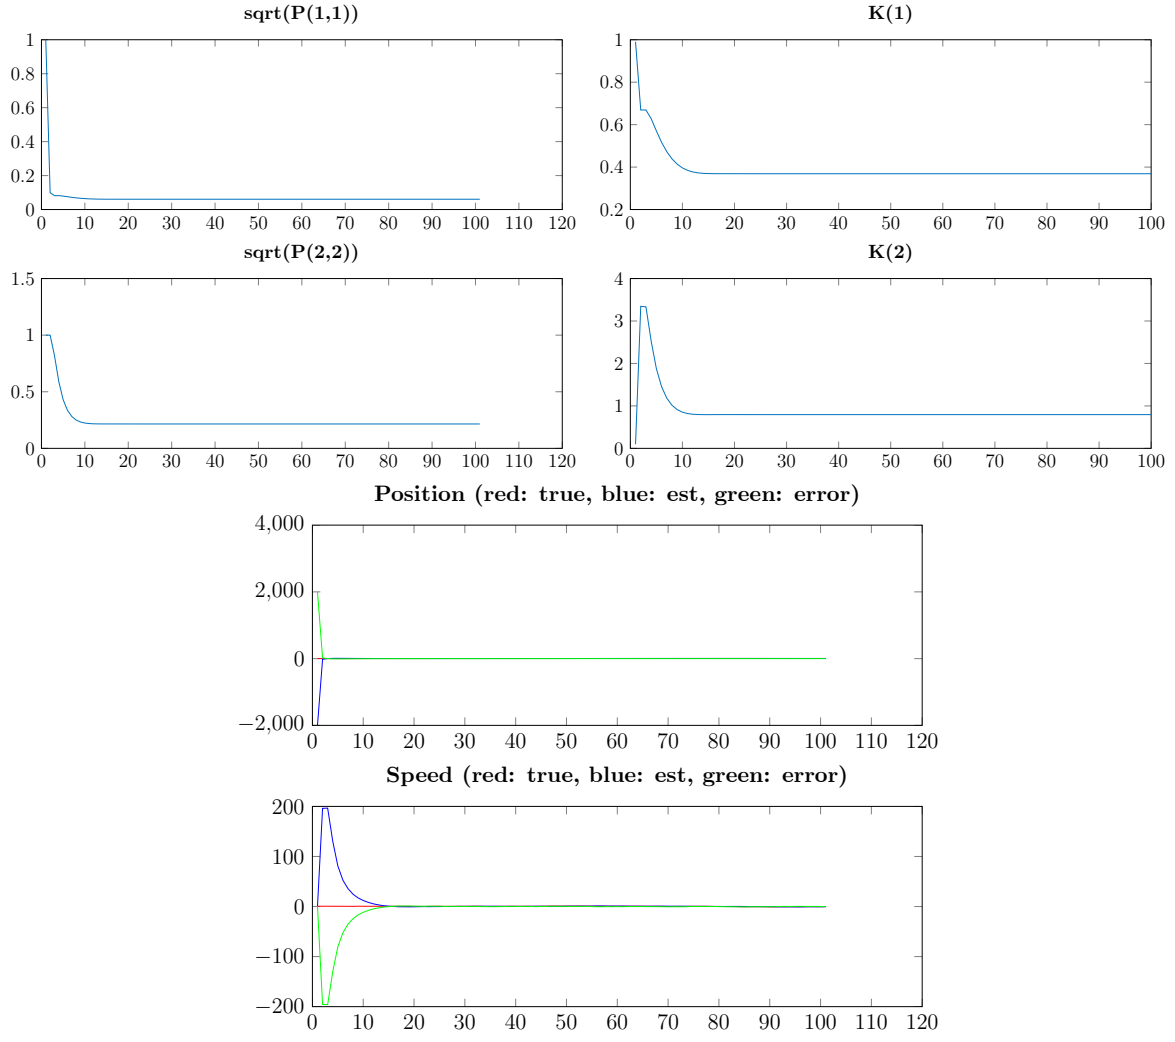 sqrt(P(1,1))
1
0.8
0.6
0.4
0.2
0
0 10 20 30 40 50 60 70 80 90 100 110 120
K(1)
1
0.8
0.6
0.4
0.2
0 10 20 30 40 50 60 70 80 90 100
sqrt(P(2,2))
1.5
1
0.5
0
0 10 20 30 40 50 60 70 80 90 100 110 120
K(2)
4
3
2
1
0
0 10 20 30 40 50 60 70 80 90 100
Position (red: true, blue: est, green: error)
4,000
2,000
0
−2,000
0 10 20 30 40 50 60 70 80 90 100 110 120
Speed (red: true, blue: est, green: error)
200
100
0
−100
−200
0 10 20 30 40 50 60 70 80 90 100 110 120